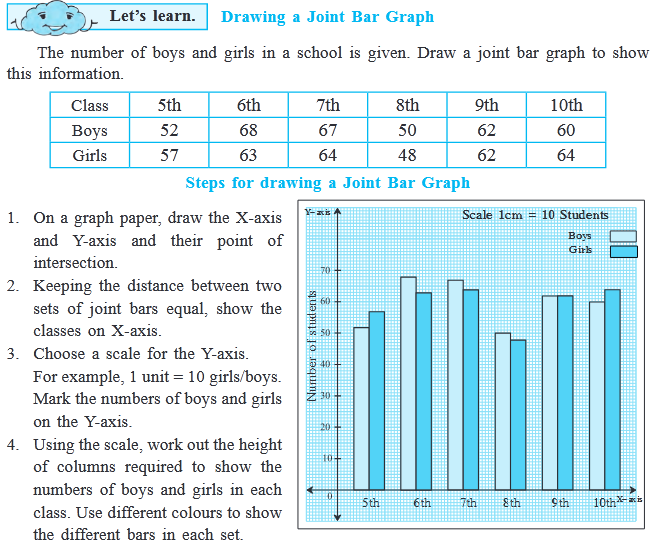 Let's learn. Drawing a Joint Bar Graph
The number of boys and girls in a school is given. Draw a joint bar graph to show
this information.
Class 5th 6th 7th 8th 9th 10th
Boys 52 68 67 50 62 60
Girls 57 63 64 48 62 64
Steps for drawing a Joint Bar Graph
1. On a graph paper, draw the X-axis
and Y-axis and their point of
intersection.
2. Keeping the distance between two
sets of joint bars equal, show the
classes on X-axis.
3. Choose a scale for the Y-axis.
For example, 1 unit = 10 girls/boys.
Mark the numbers of boys and girls
on the Y-axis.
4. Using the scale, work out the height
of columns required to show the
numbers of boys and girls in each
class. Use different colours to show
the different bars in each set.
Y-axis
Scale 1cm = 10 Students
Boys
Girls
Number of students
70
60
50
40
30
20
10
0
5th 6th 7th 8th 9th 10th X-axis